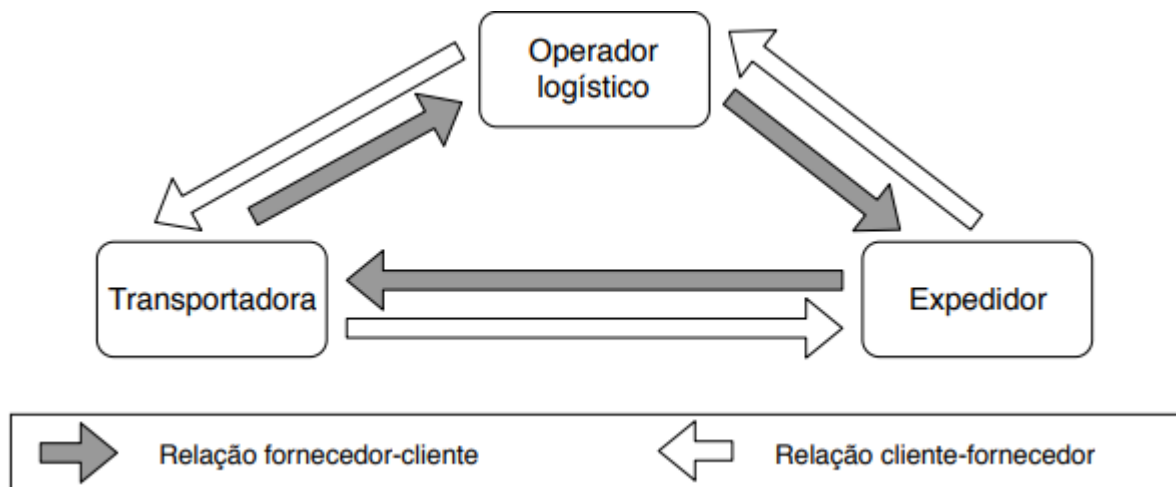 Operador
logístico
Transportadora
Expedidor
Relação fornecedor-cliente
Relação cliente-fornecedor